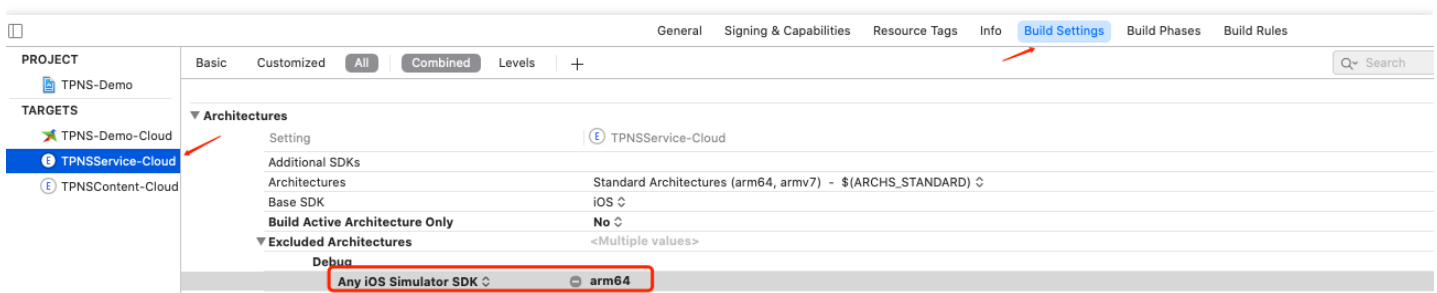 General Signing & Capabilities Resource Tags Info Build Settings Build Phases Build Rules
PROJECT
Basic Customized All Combined Levels + Search
TPNS-Demo
TARGETS
Architectures
TPNS-Demo-Cloud
Setting E TPNSService-Cloud
E TPNSService-Cloud
Additional SDKs
E TPNSContent-Cloud
Architectures Standard Architectures (arm64, armv7) - $(ARCHS_STANDARD)
Base SDK iOS
Build Active Architecture Only No
Excluded Architectures <Multiple values>
Debug
Any iOS Simulator SDK arm64